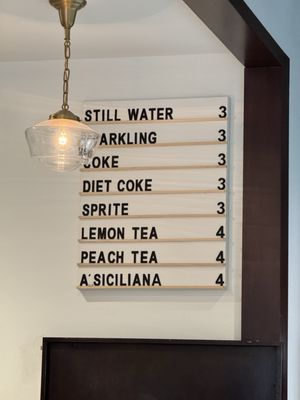 STILL WATER 3
PARKLING 3
COKE 3
DIET COKE 3
SPRITE 3
LEMON TEA 4
PEACH TEA 4
A'SICILIANA 4